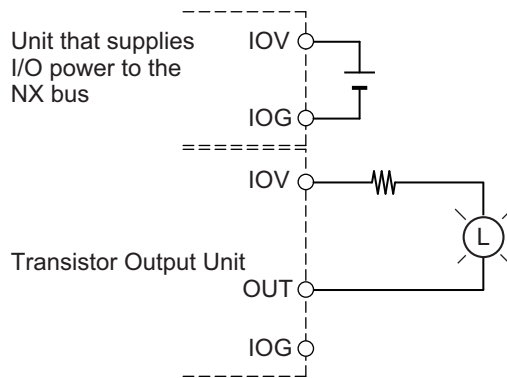 Unit that supplies
I/O power to the
NX bus
IOV
IOG
IOV
L
Transistor Output Unit
OUT
IOG